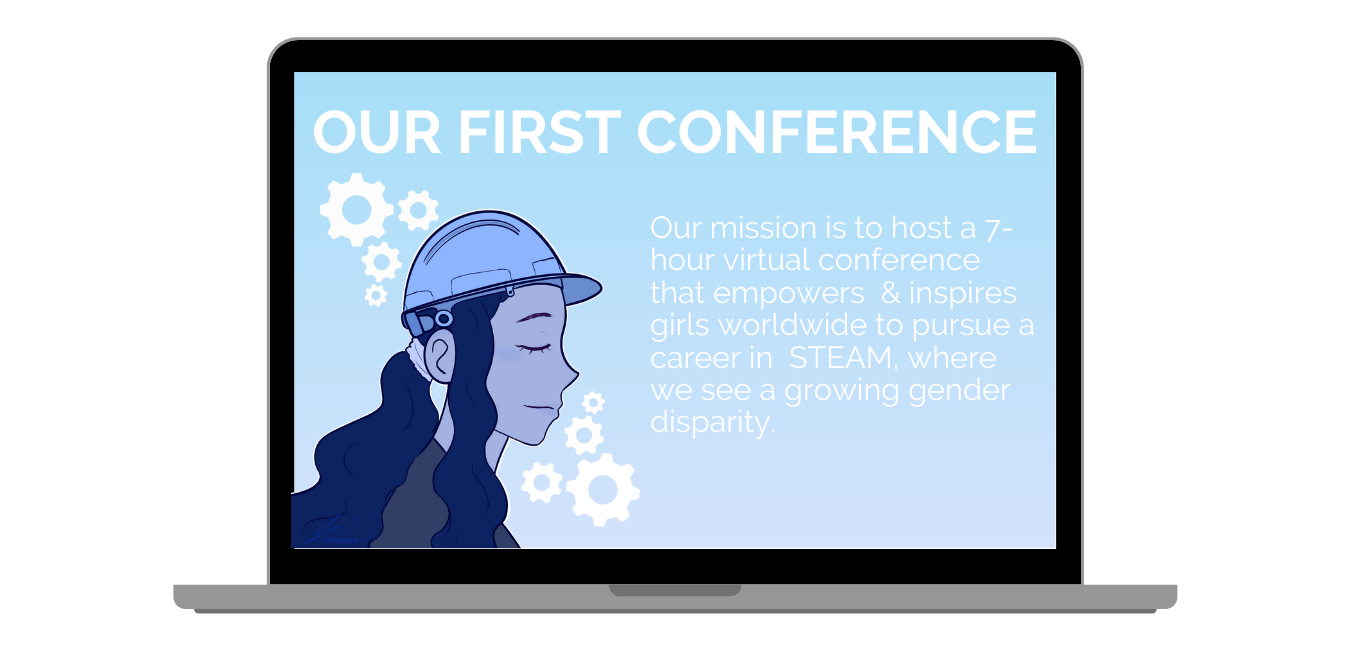 OUR FIRST CONFERENCE
Our mission is to host a 7-
hour virtual conference
that empowers  & inspires
girls worldwide to pursue a
career in  STEAM, where
we see a growing gender
disparity.